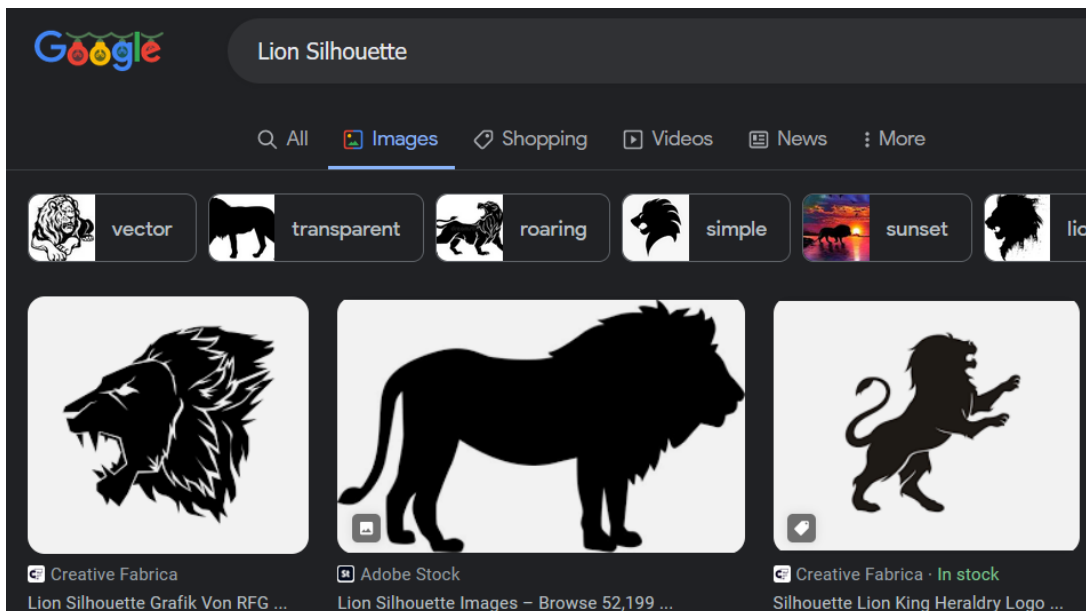 Google
Lion Silhouette
All Images Shopping Videos News More
vector transparent roaring simple sunset lic
Creative Fabrica
Lion Silhouette Grafik Von RFG ...
St Adobe Stock
Lion Silhouette Images – Browse 52,199 ...
Creative Fabrica · In stock
Silhouette Lion King Heraldry Logo ...